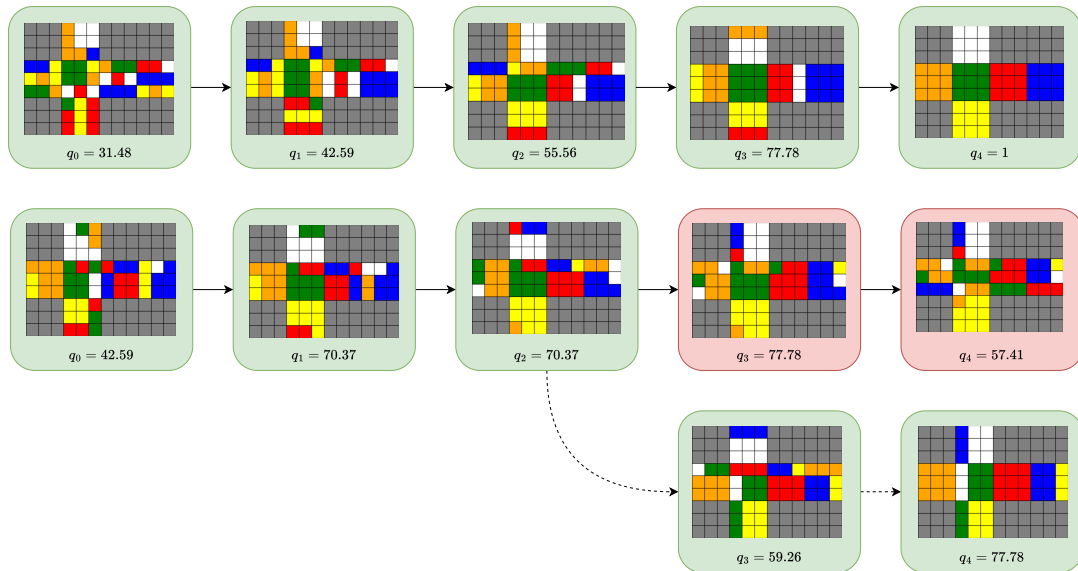 q₀ = 31.48
q₁ = 42.59
q₂ = 55.56
q₃ = 77.78
q₄ = 1
q₀ = 42.59
q₁ = 70.37
q₂ = 70.37
q₃ = 77.78
q₄ = 57.41
q₃ = 59.26
q₄ = 77.78